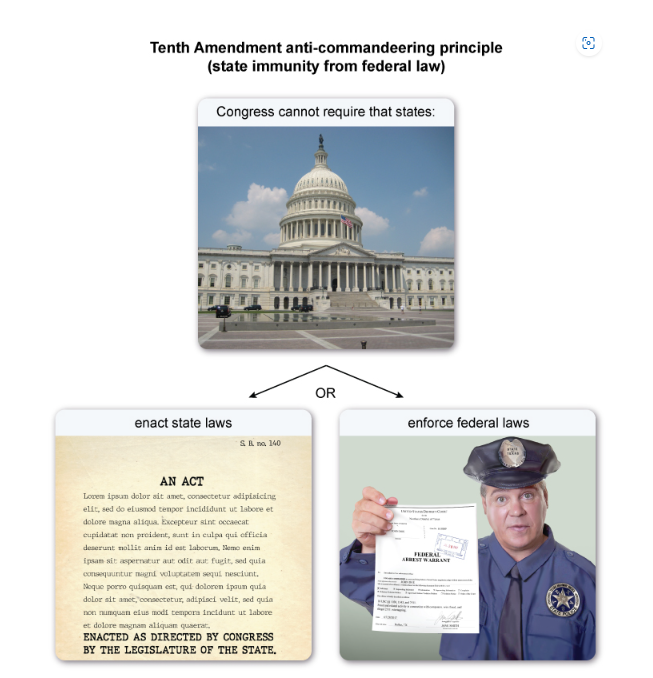 Tenth Amendment anti-commandeering principle
(state immunity from federal law)
Congress cannot require that states:
OR
enact state laws
S. B. no. 140
AN ACT
Lorem ipsum dolor sit amet, consectetur adipisicing
elit, sed do eiusmod tempor incididunt ut labore et
dolore magna aliqua. Excepteur sint occaecat
cupidatat non proident, sunt in culpa qui officia
deserunt mollit anim id est laborum, Nemo enim
ipsam sit aspernatur aut odit aut fugit, sed quia
consequuntur magni voluptatem sequi nesciunt,
Neque porro quisquam est, qui dolorem ipsum quia
dolor sit amet, consectetur, adipisci velit, sed quia
non numquam eius modi tempora incidunt ut labore
et dolore magnam aliquam quaerat,
ENACTED AS DIRECTED BY CONGRESS
BY THE LEGISLATURE OF THE STATE.
enforce federal laws
FEDERAL
ARREST WARRANT